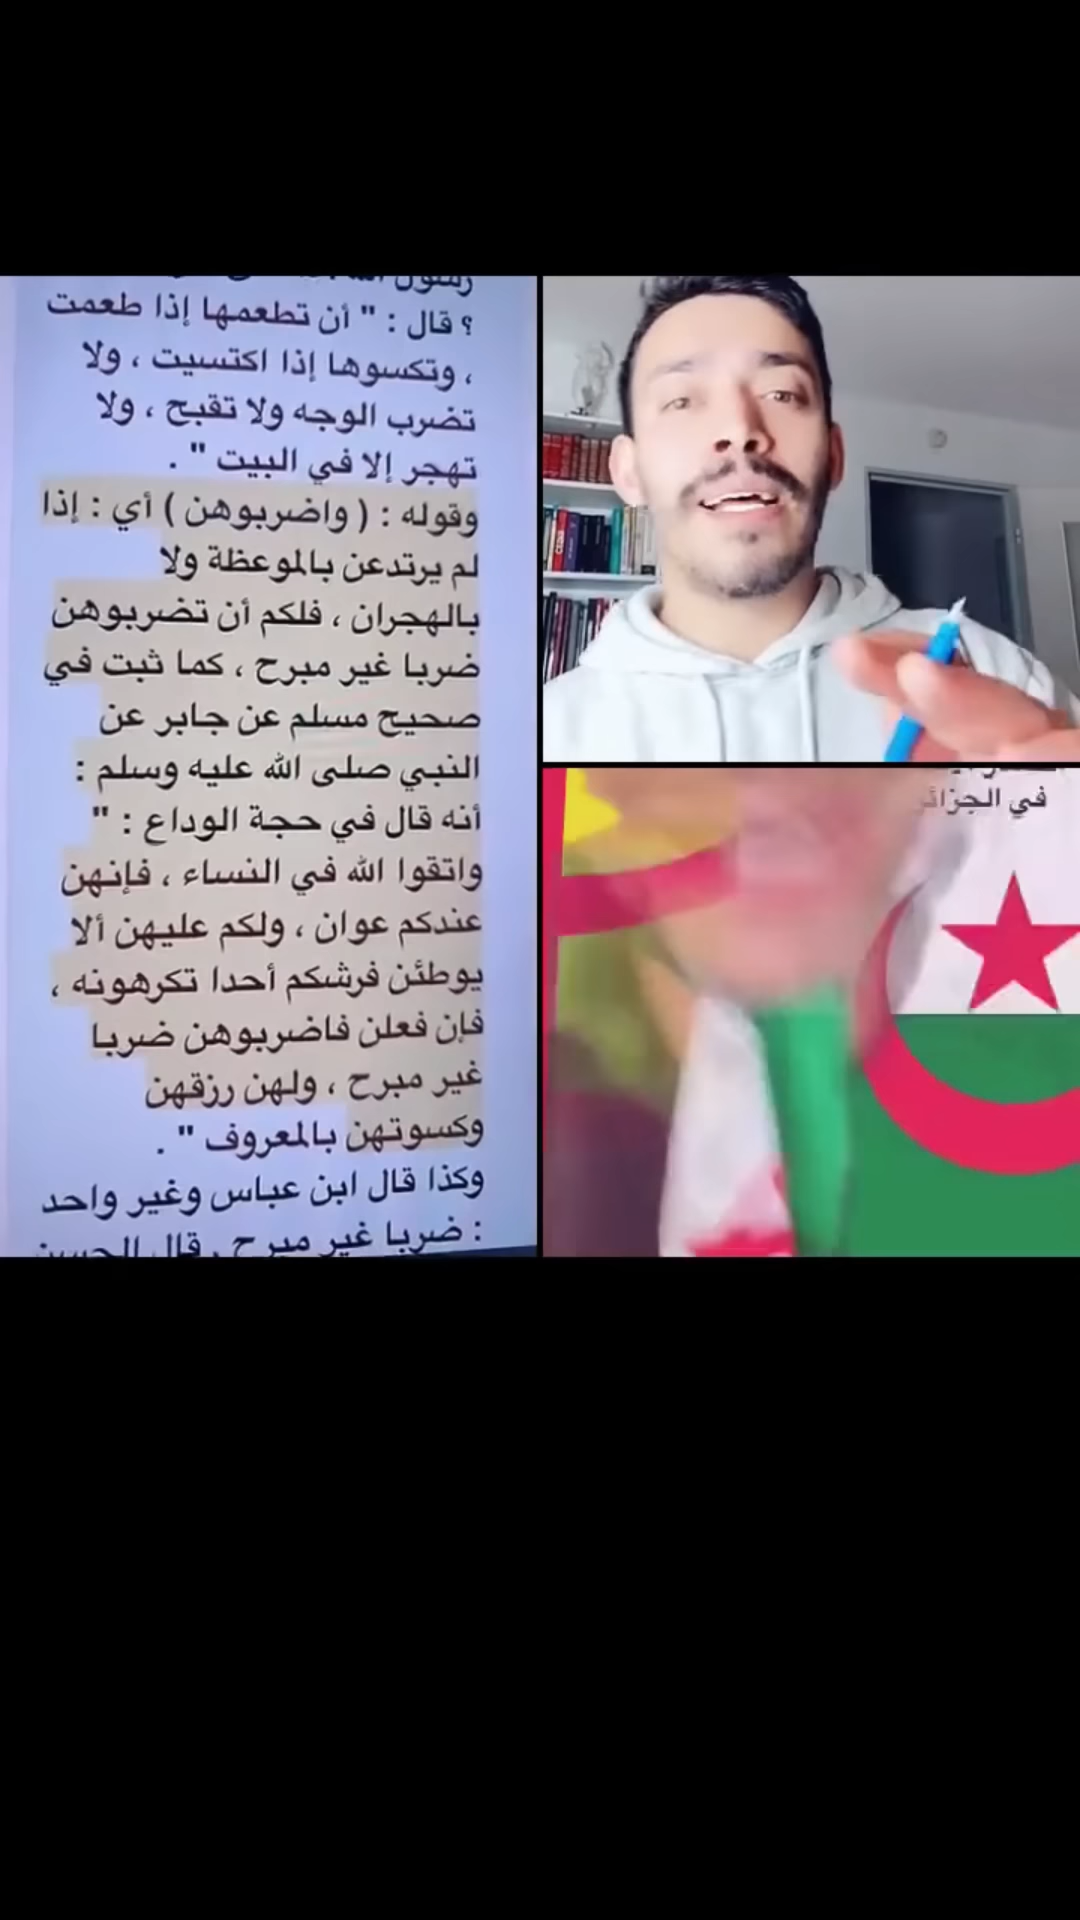 ؟ قال : " أن تطعمها إذا طعمت
، وتكسوها إذا اكتسيت ، ولا
تضرب الوجه ولا تقبح ، ولا
تهجر إلا في البيت " .
وقوله : ( واضربوهن ) أي : إذا
لم يرتدعن بالموعظة ولا
بالهجران ، فلكم أن تضربوهن
ضربا غير مبرح ، كما ثبت في
صحيح مسلم عن جابر عن
النبي صلى الله عليه وسلم :
أنه قال في حجة الوداع : "
واتقوا الله في النساء ، فإنهن
عندكم عوان ، ولكم عليهن ألا
يوطئن فرشكم أحدا تكرهونه ،
فإن فعلن فاضربوهن ضربا
غير مبرح ، ولهن رزقهن
وكسوتهن بالمعروف " .
وكذا قال ابن عباس وغير واحد
: ضربا غير مبرح . قال الحسن
في الجزائر